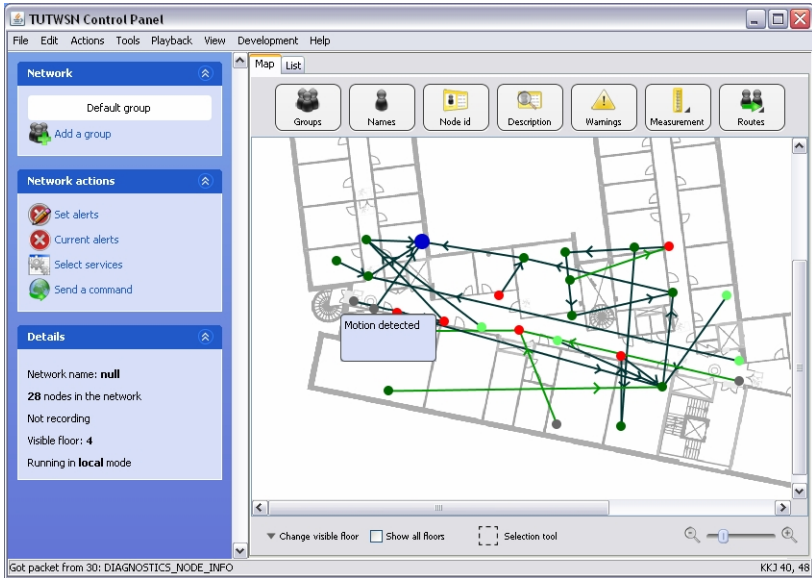 TUTWSN Control Panel
File Edit Actions Tools Playback View Development Help
Network
Default group
Add a group
Network actions
Set alerts
Current alerts
Select services
Send a command
Details
Network name: null
28 nodes in the network
Not recording
Visible floor: 4
Running in local mode
Map List
Groups Names Node id Description Warnings Measurement Routes
Motion detected
Change visible floor Show all floors Selection tool
Got packet from 30: DIAGNOSTICS_NODE_INFO
KKJ 40, 48